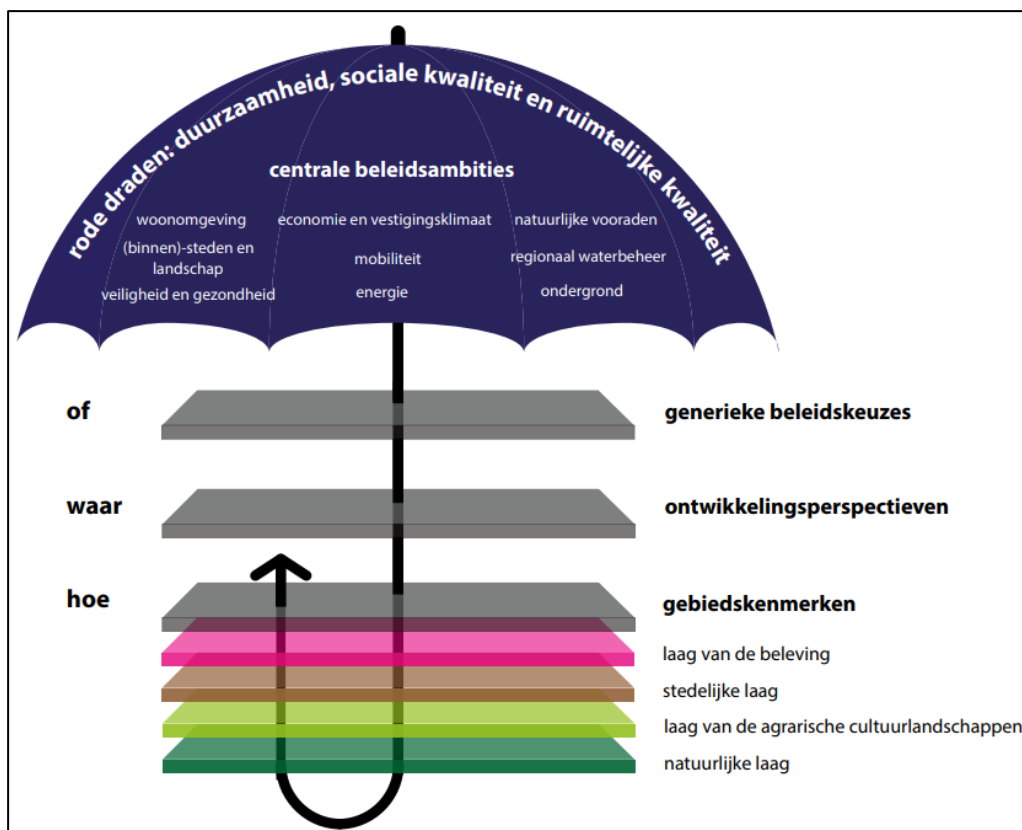 rode draden: duurzaamheid, sociale kwaliteit en ruimtelijke kwaliteit
centrale beleidsambities
woonomgeving
(binnen)-steden en
landschap
veiligheid en gezondheid
economie en vestigingsklimaat
mobiliteit
energie
natuurlijke vooraden
regionaal waterbeheer
ondergrond
of
generieke beleidskeuzes
waar
ontwikkelingsperspectieven
hoe
gebiedskenmerken
laag van de beleving
stedelijke laag
laag van de agrarische cultuurlandschappen
natuurlijke laag